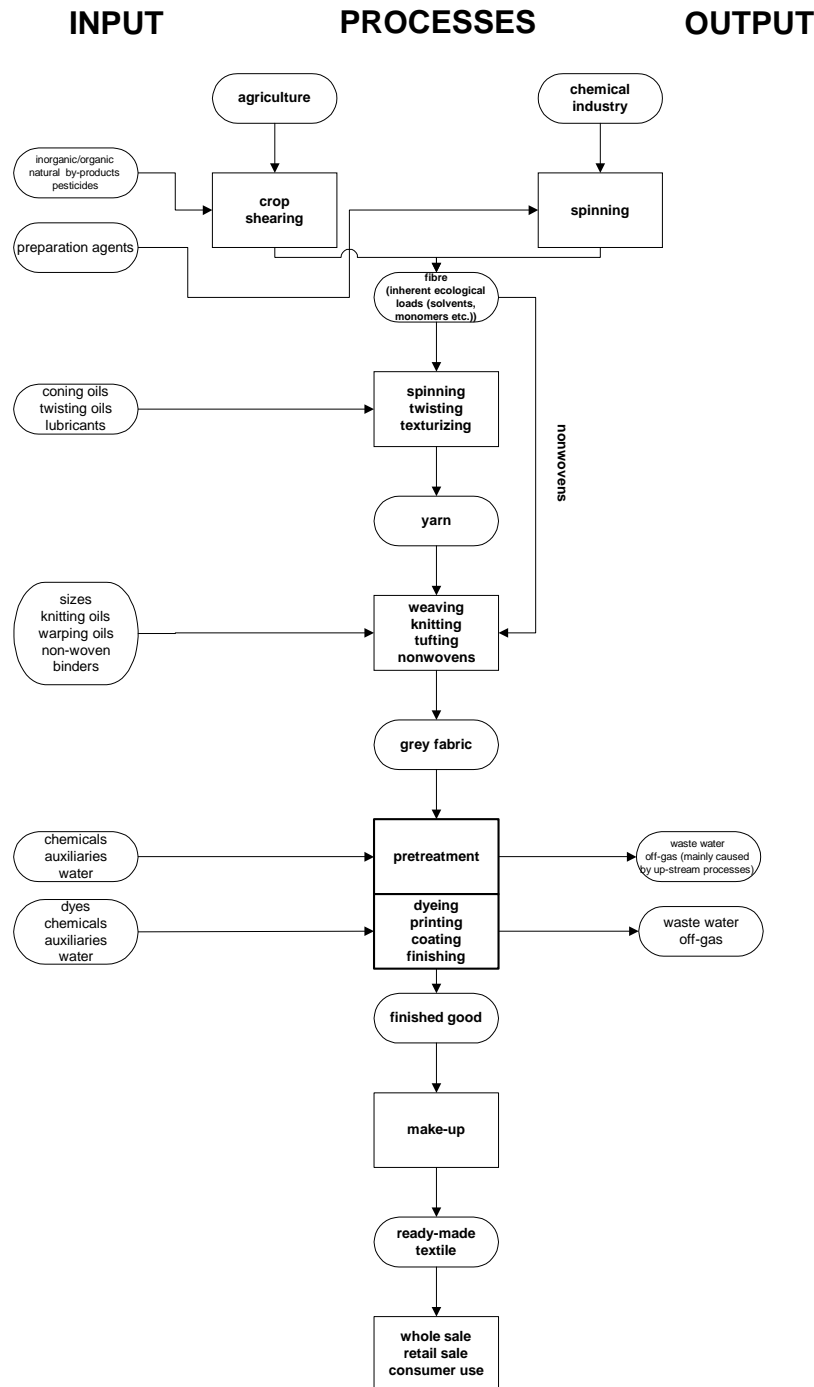 INPUT
PROCESSES
OUTPUT
agriculture
chemical
industry
inorganic/organic
natural by-products
pesticides
crop
shearing
spinning
preparation agents
fibre
(inherent ecological
loads (solvents,
monomers etc.))
coning oils
twisting oils
lubricants
spinning
twisting
texturizing
nonwovens
yarn
sizes
knitting oils
warping oils
non-woven
binders
weaving
knitting
tufting
nonwovens
grey fabric
chemicals
auxiliaries
water
pretreatment
waste water
off-gas (mainly caused
by up-stream processes)
dyes
chemicals
auxiliaries
water
dyeing
printing
coating
finishing
waste water
off-gas
finished good
make-up
ready-made
textile
whole sale
retail sale
consumer use